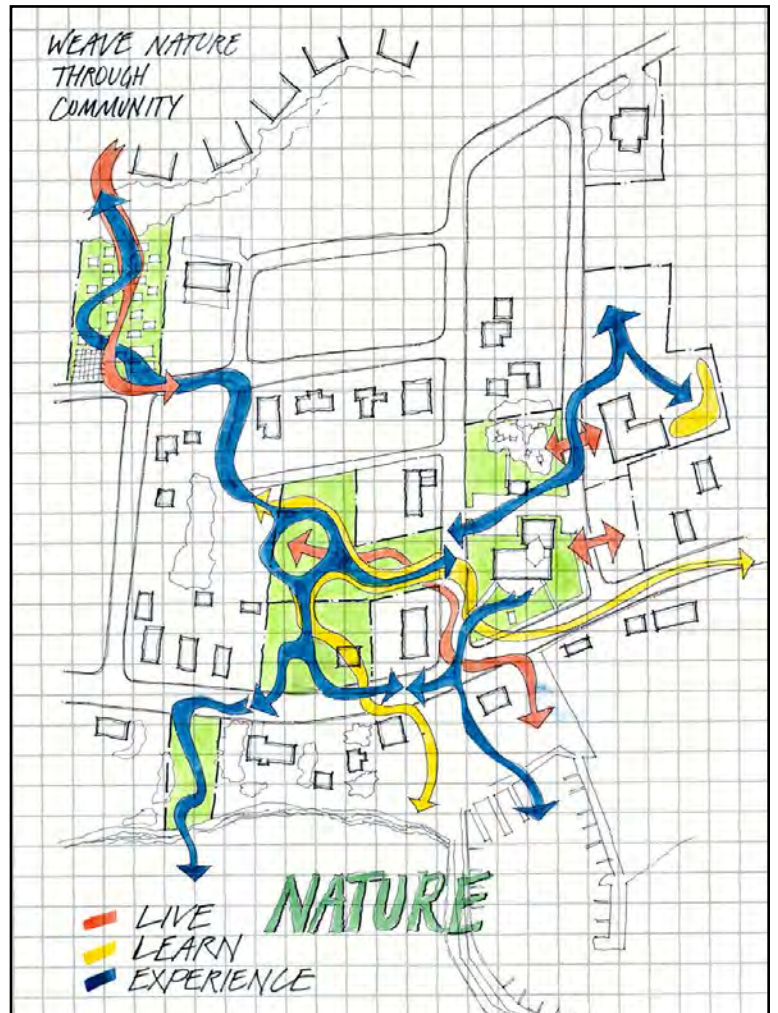 WEAVE NATURE
THROUGH
COMMUNITY
NATURE
LIVE
LEARN
EXPERIENCE